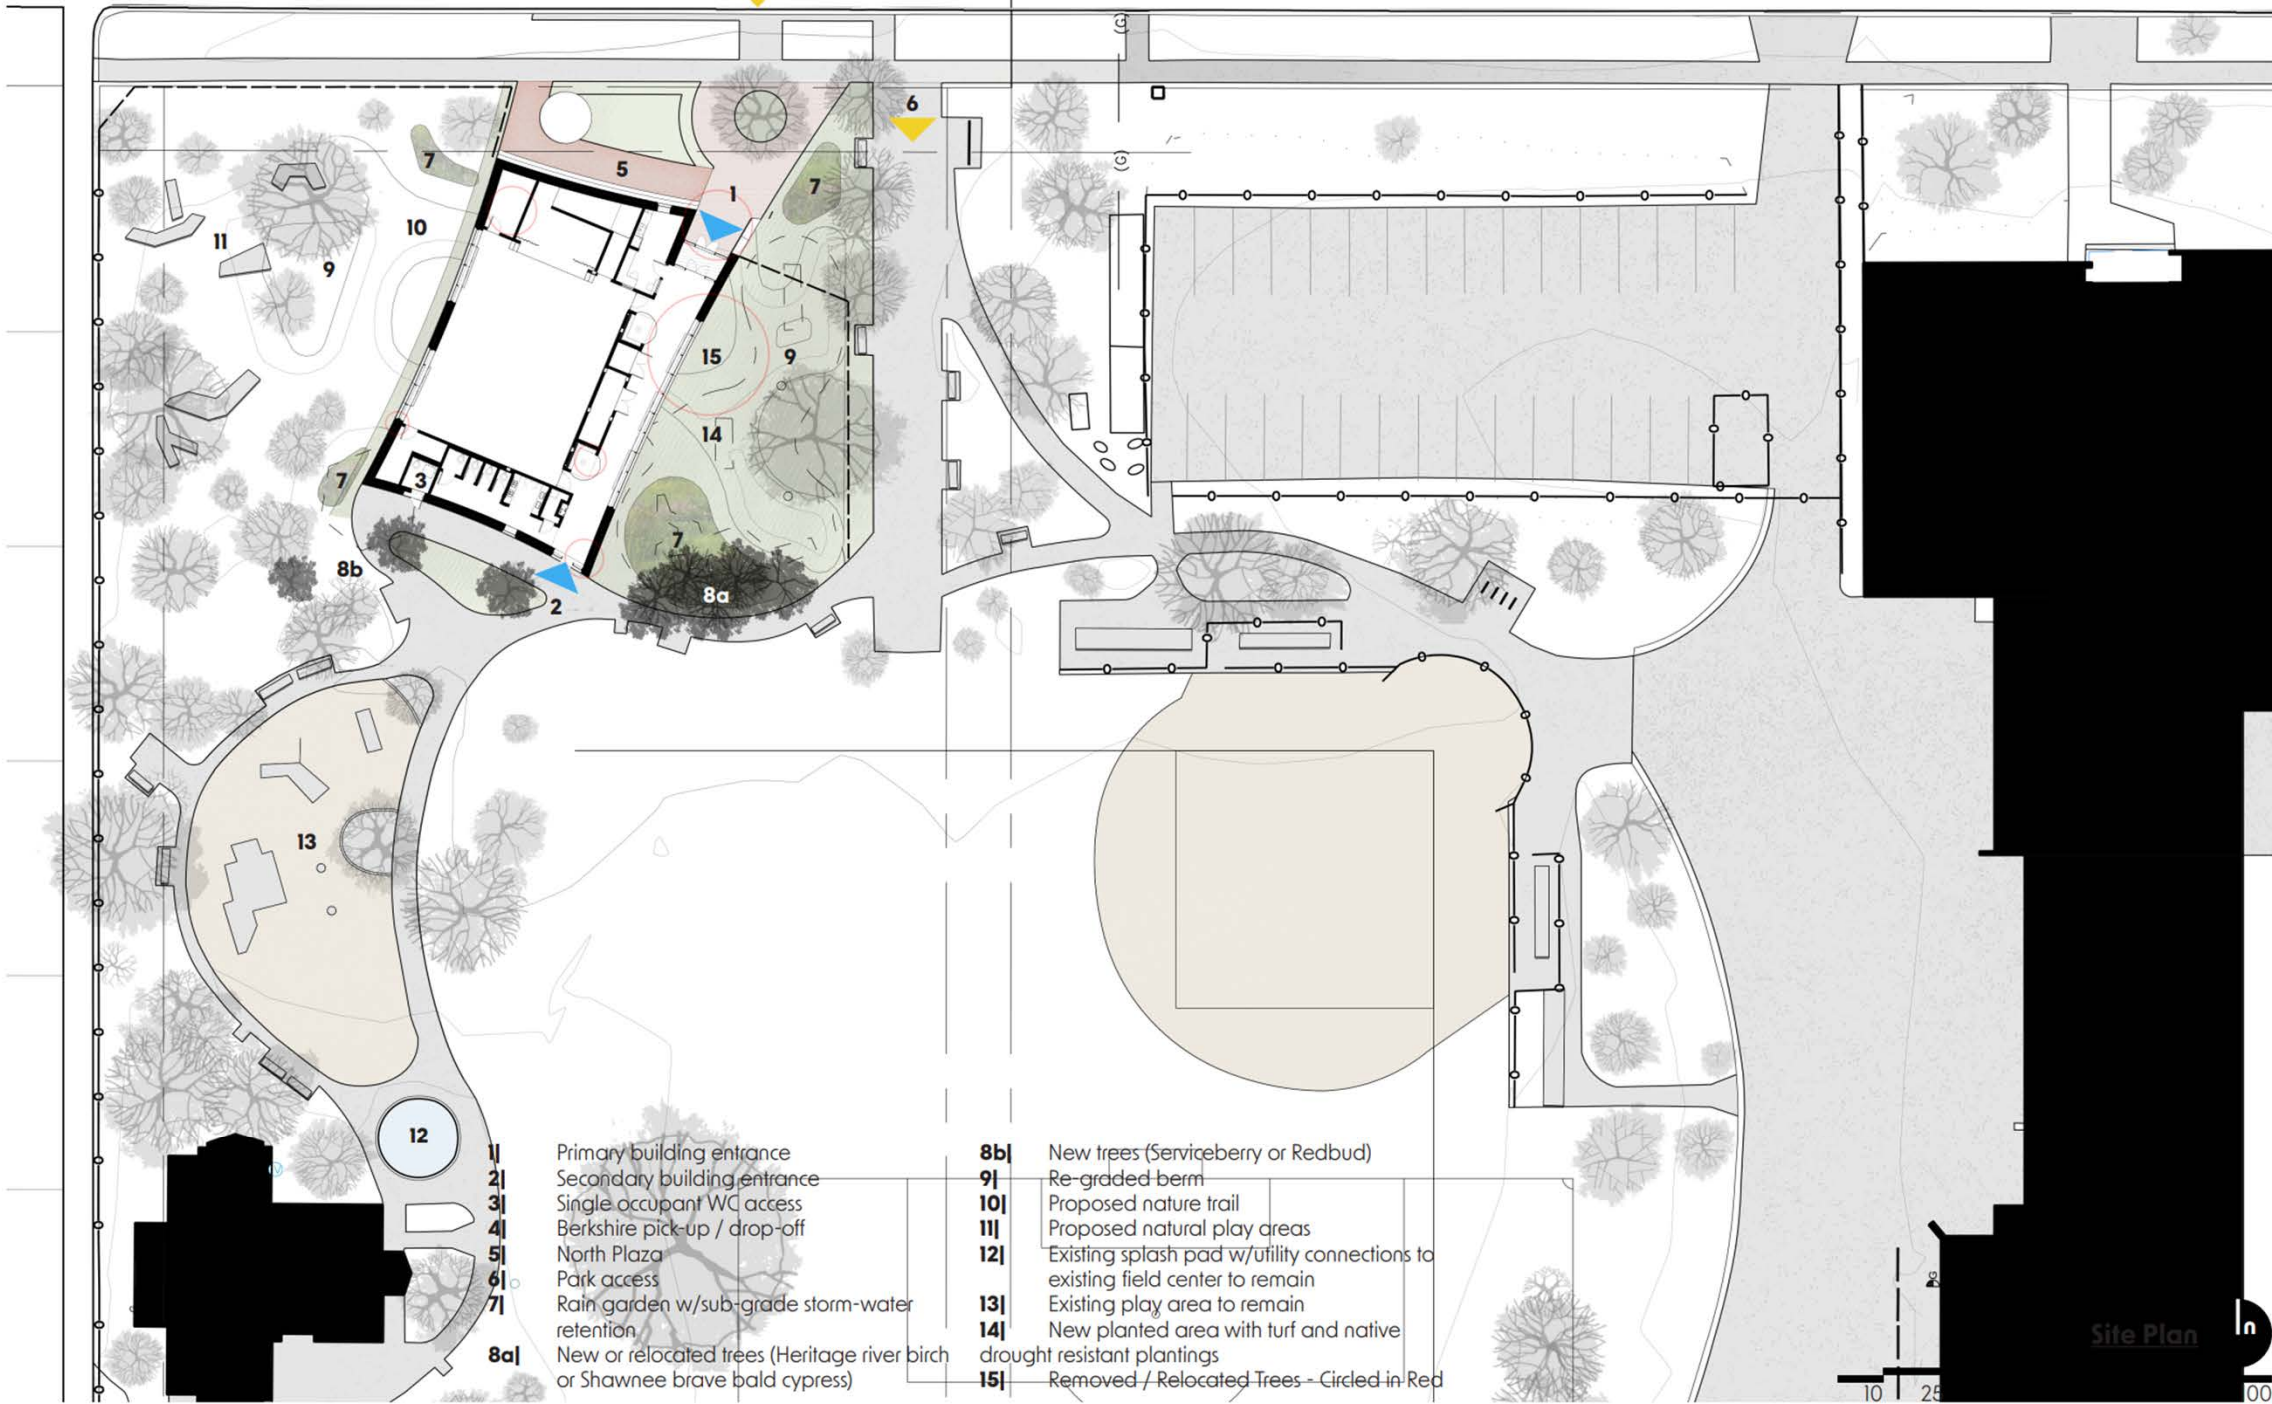 (G)
6
(G)
7
5
1
7
10
11
9
15
9
14
7
3
7
8b
8a
2
13
12
1| Primary building entrance
2| Secondary building entrance
3| Single occupant WC access
4| Berkshire pick-up / drop-off
5| North Plaza
6| Park access
7| Rain garden w/sub-grade storm-water
retention
8a| New or relocated trees (Heritage river birch
or Shawnee brave bald cypress)
8b| New trees (Serviceberry or Redbud)
9| Re-graded berm
10| Proposed nature trail
11| Proposed natural play areas
12| Existing splash pad w/utility connections to
existing field center to remain
13| Existing play area to remain
14| New planted area with turf and native
drought resistant plantings
15| Removed / Relocated Trees - Circled in Red
Site Plan
n
10 25 00